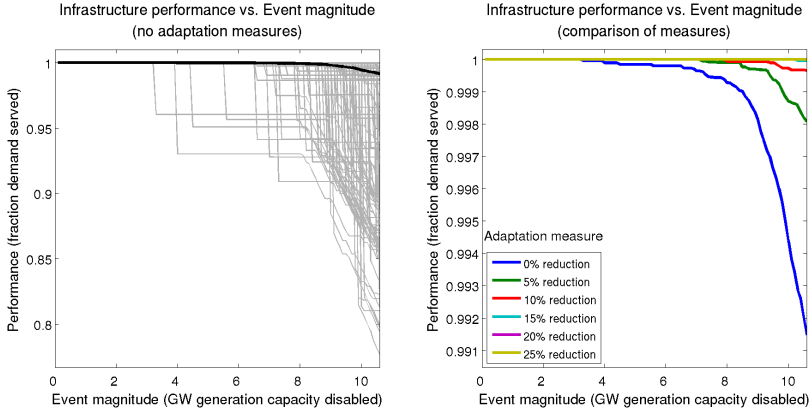 Infrastructure performance vs. Event magnitude
(no adaptation measures)
Performance (fraction demand served)
1
0.95
0.9
0.85
0.8
0
2
4
6
8
10
Event magnitude (GW generation capacity disabled)
Infrastructure performance vs. Event magnitude
(comparison of measures)
Performance (fraction demand served)
1
0.999
0.998
0.997
0.996
0.995
0.994
0.993
0.992
0.991
Adaptation measure
0% reduction
5% reduction
10% reduction
15% reduction
20% reduction
25% reduction
0
2
4
6
8
10
Event magnitude (GW generation capacity disabled)